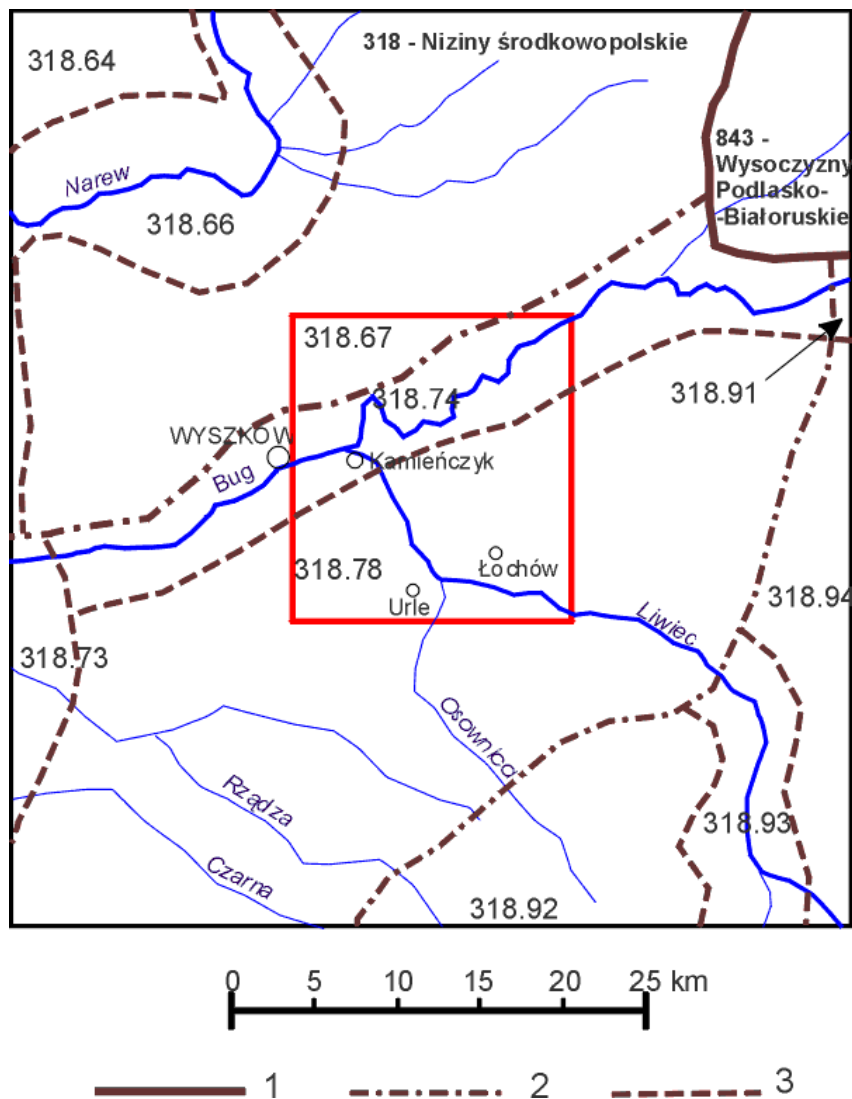 318 - Niziny środkowopolskie
318.64
843 -
Wysoczyzny
Podlasko-
-Białoruskie
Narew
318.66
318.67
318.91
318.74
WYSZKÓW
Kamieńczyk
Bug
Łochów
318.78
Urle
318.94
Liwiec
318.73
Osownica
Rządza
318.93
Czarna
318.92
0 5 10 15 20 25 km
1 2 3